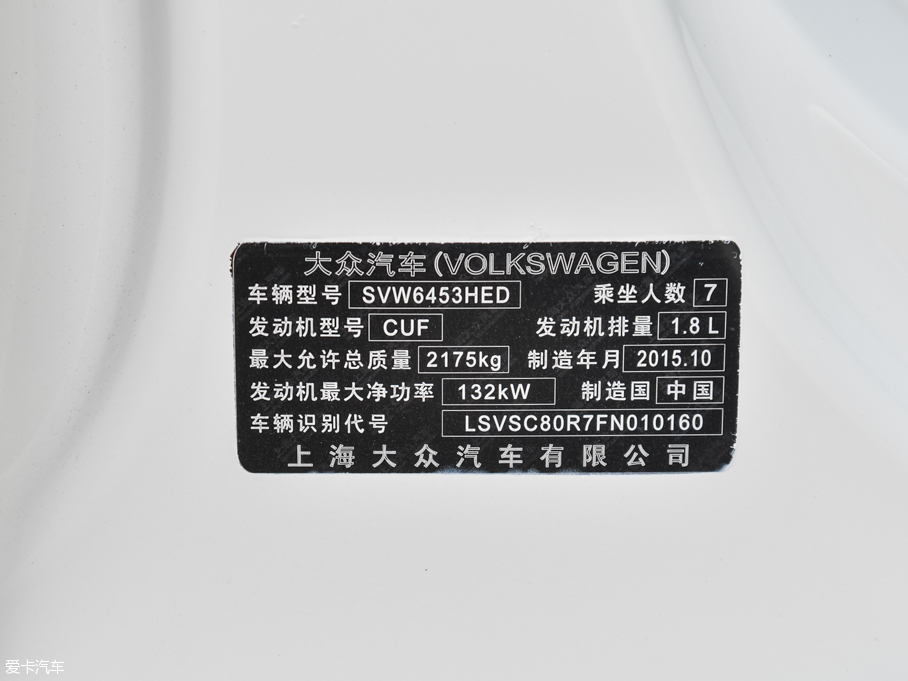 大众汽车(VOLKSWAGEN)
车辆型号 SVW6453HED 乘坐人数 7
发动机型号 CUF 发动机排量 1.8 L
最大允许总质量 2175kg 制造年月 2015.10
发动机最大净功率 132kW 制造国 中国
车辆识别代号 LSVSC80R7FN010160
上海大众汽车有限公司
爱卡汽车